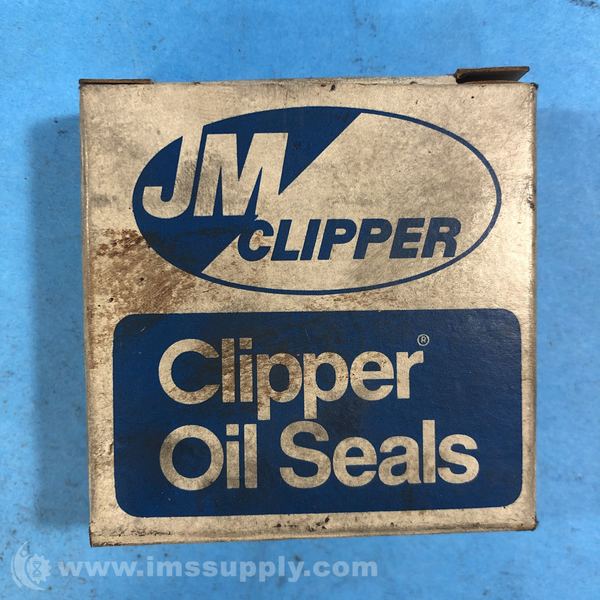 JM
CLIPPER
Clipper®
Oil Seals
www.imssupply.com